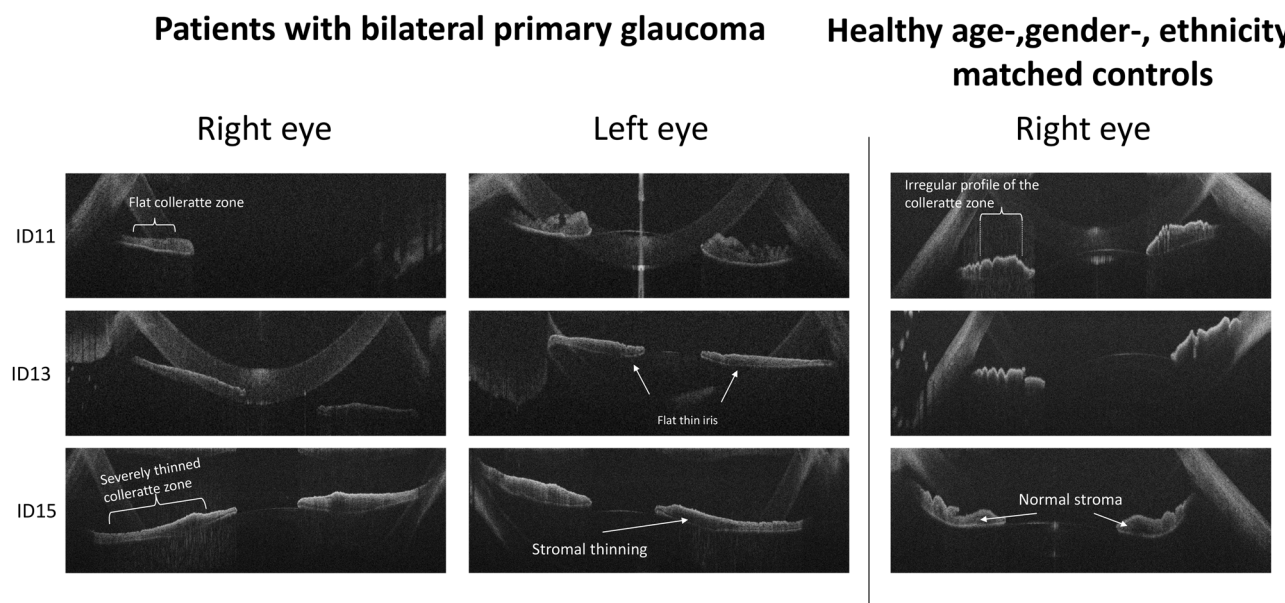 Patients with bilateral primary glaucoma
Healthy age-,gender-, ethnicity
matched controls
Right eye
Left eye
Right eye
ID11
Flat colleratte zone
Irregular profile of the
colleratte zone
ID13
Flat thin iris
ID15
Severely thinned
colleratte zone
Stromal thinning
Normal stroma